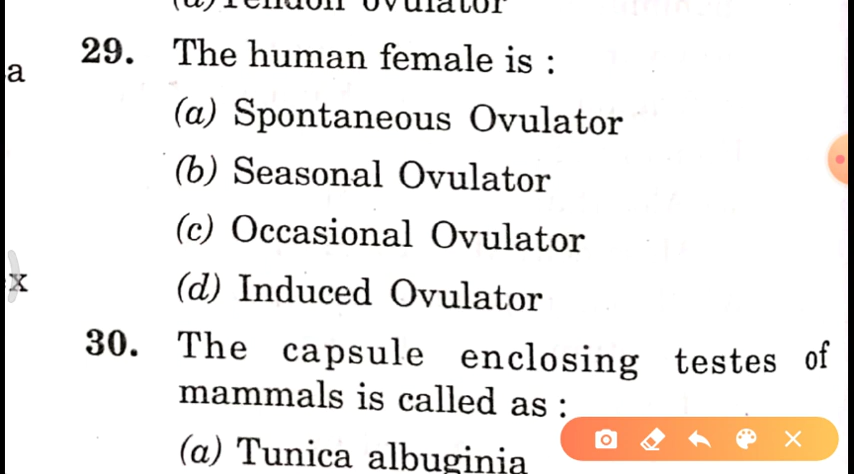 29. The human female is :
a
(a) Spontaneous Ovulator
(b) Seasonal Ovulator
(c) Occasional Ovulator
(d) Induced Ovulator
x
30. The capsule enclosing testes of
mammals is called as :
(a) Tunica albuginia